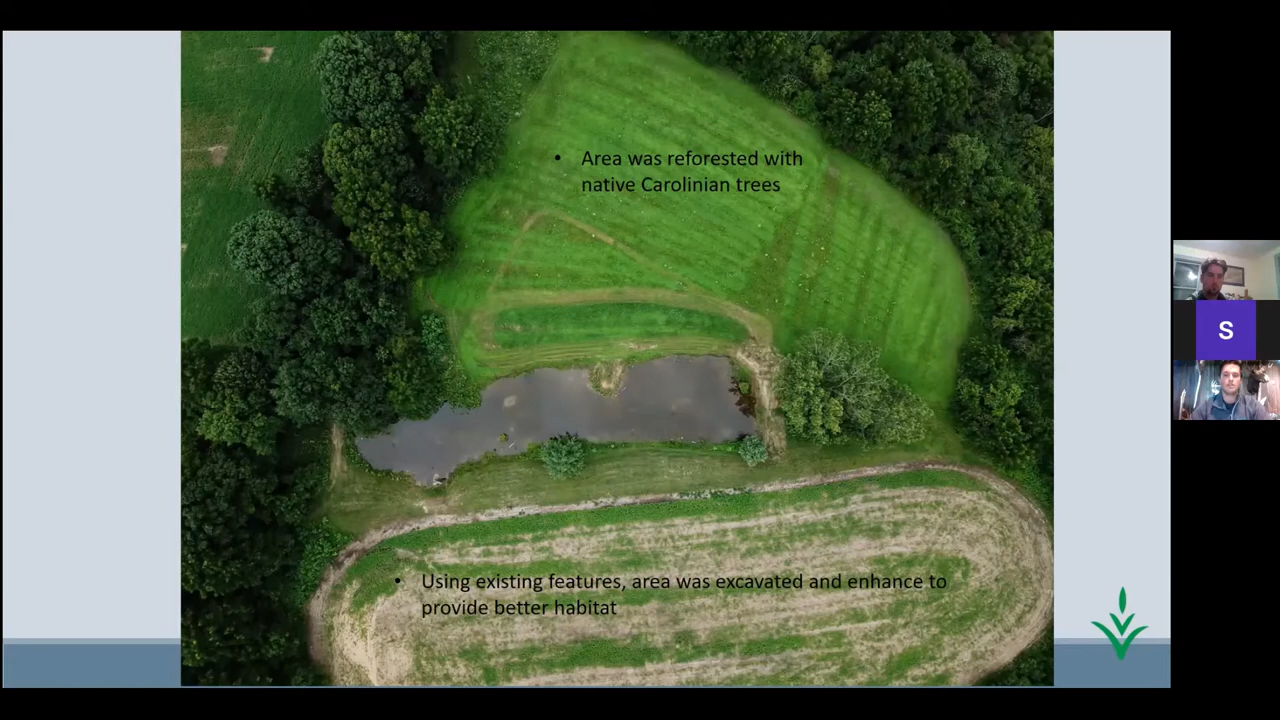 • Area was reforested with
native Carolinian trees
• Using existing features, area was excavated and enhance to
provide better habitat
S